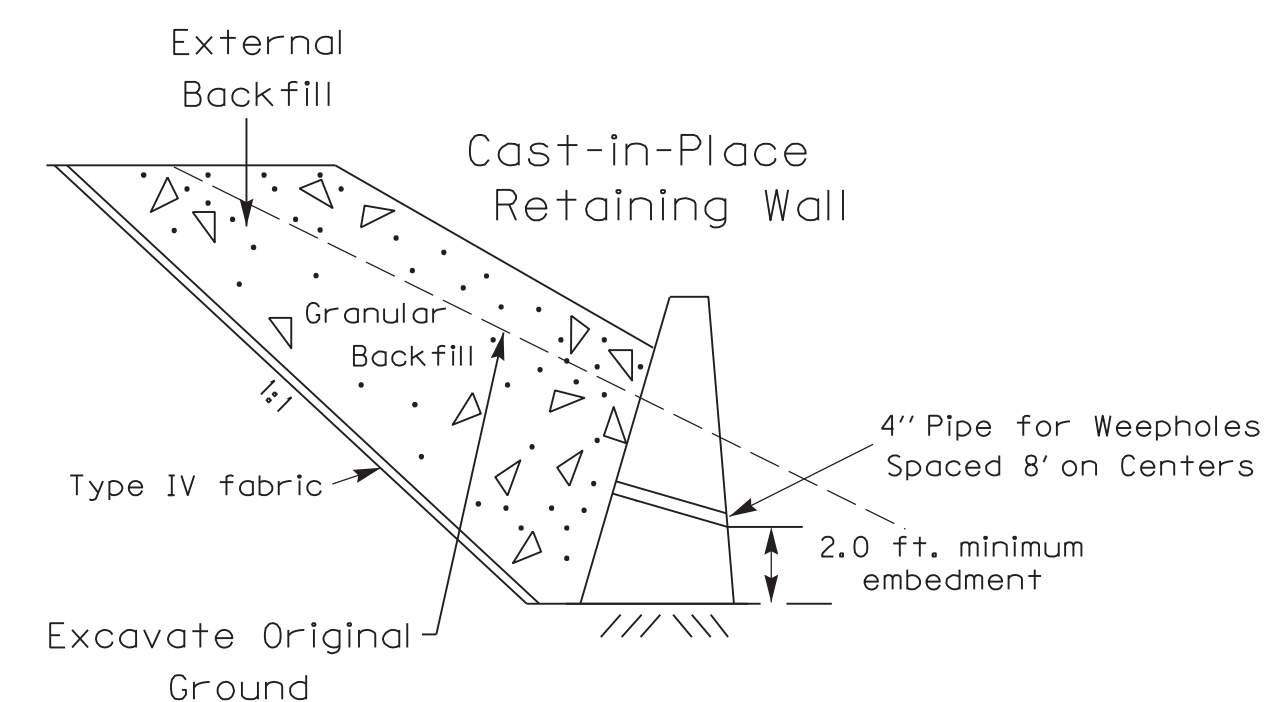 External
Backfill
Cast-in-Place
Retaining Wall
Granular
Backfill
1:1
4'' Pipe for Weepholes
Spaced 8' on Centers
Type IV fabric
2.0 ft. minimum
embedment
Excavate Original
Ground